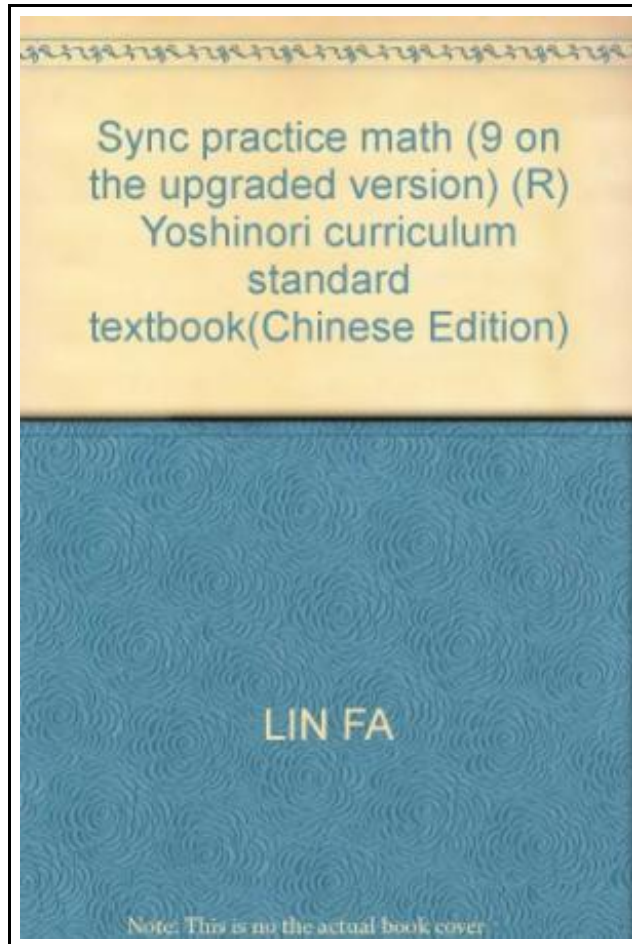 Sync practice math (9 on
the upgraded version) (R)
Yoshinori curriculum
standard
textbook(Chinese Edition)
LIN FA
Note: This is no the actual book cover